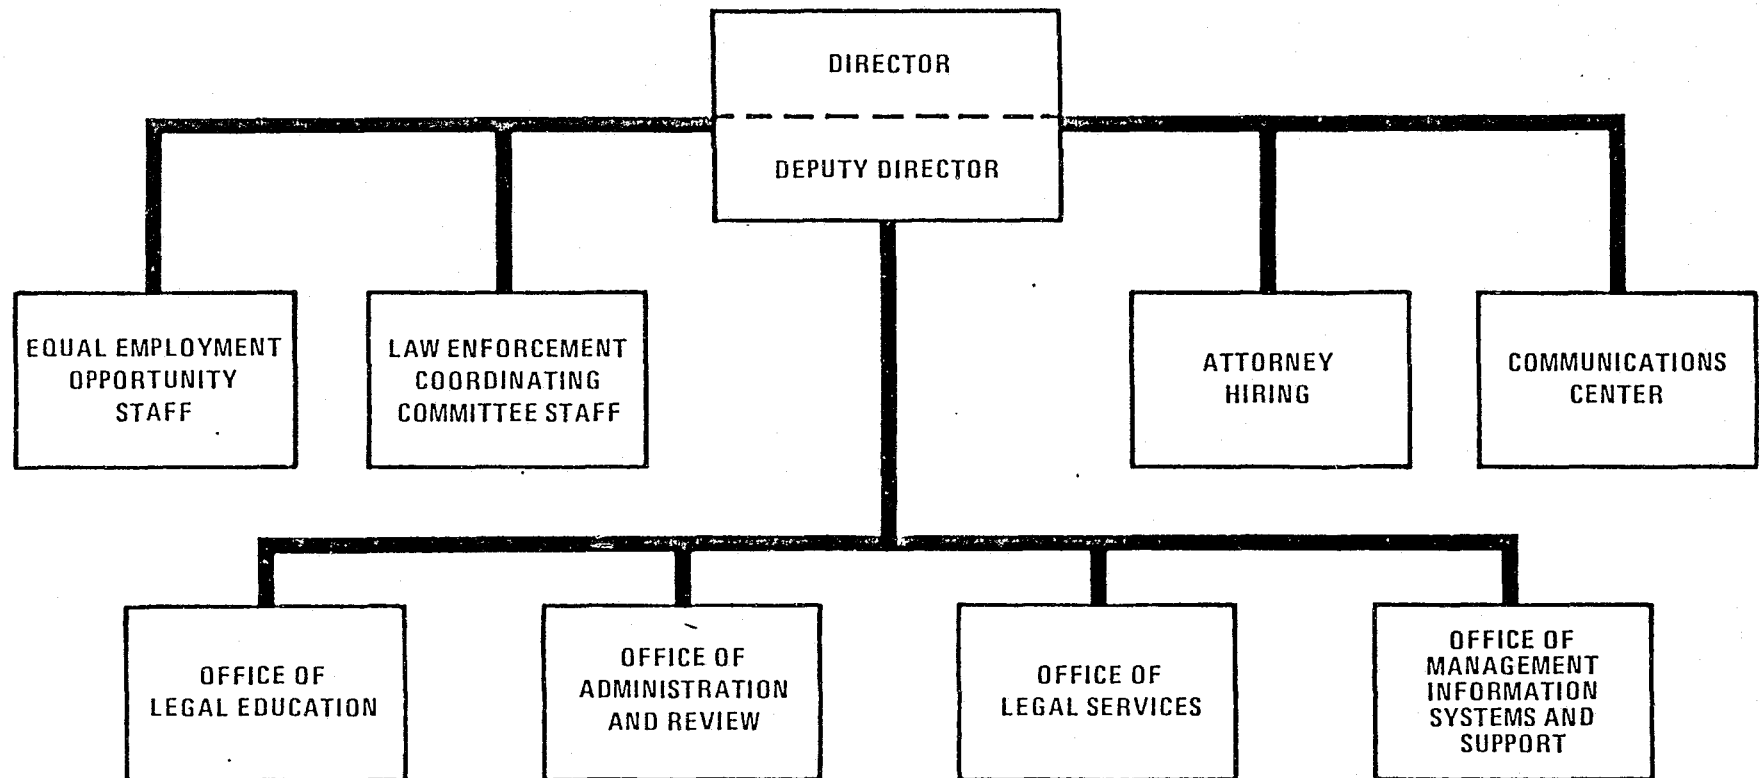 DIRECTOR
DEPUTY DIRECTOR
EQUAL EMPLOYMENT
OPPORTUNITY
STAFF
LAW ENFORCEMENT
COORDINATING
COMMITTEE STAFF
ATTORNEY
HIRING
COMMUNICATIONS
CENTER
OFFICE OF
LEGAL EDUCATION
OFFICE OF
ADMINISTRATION
AND REVIEW
OFFICE OF
LEGAL SERVICES
OFFICE OF
MANAGEMENT
INFORMATION
SYSTEMS AND
SUPPORT